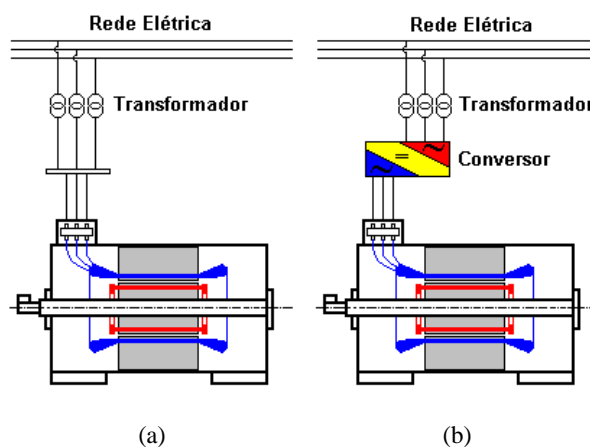 Rede Elétrica
Transformador
(a)
Rede Elétrica
Transformador
Conversor
(b)